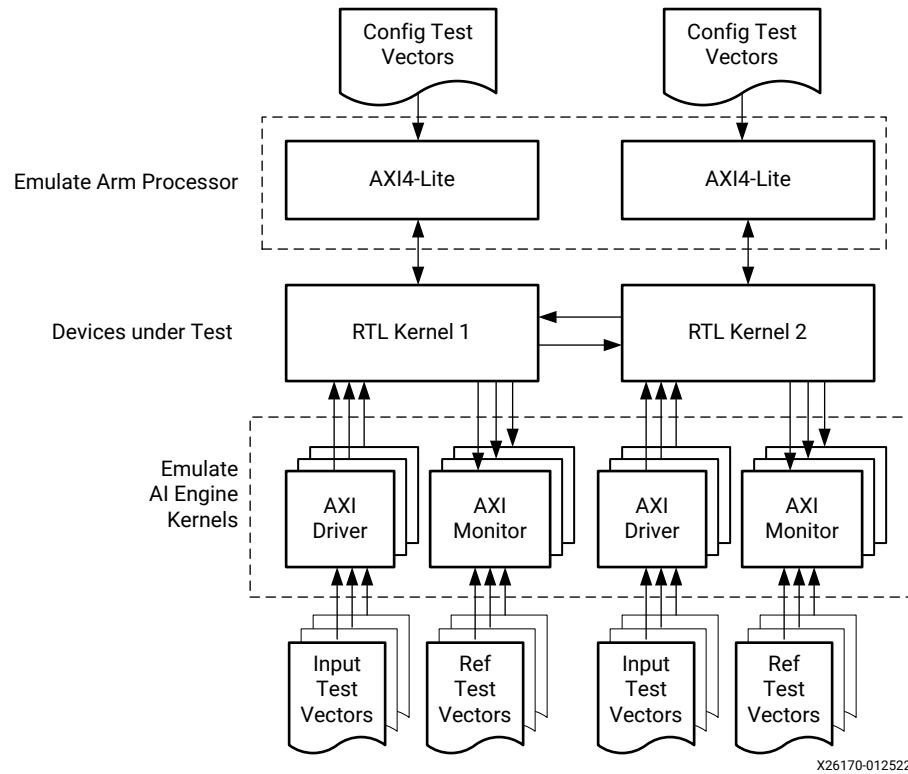 Config Test
Vectors
Config Test
Vectors
Emulate Arm Processor
AXI4-Lite
AXI4-Lite
Devices under Test
RTL Kernel 1
RTL Kernel 2
Emulate
AI Engine
Kernels
AXI
Driver
AXI
Monitor
AXI
Driver
AXI
Monitor
Input
Test
Vectors
Ref
Test
Vectors
Input
Test
Vectors
Ref
Test
Vectors
X26170-012522